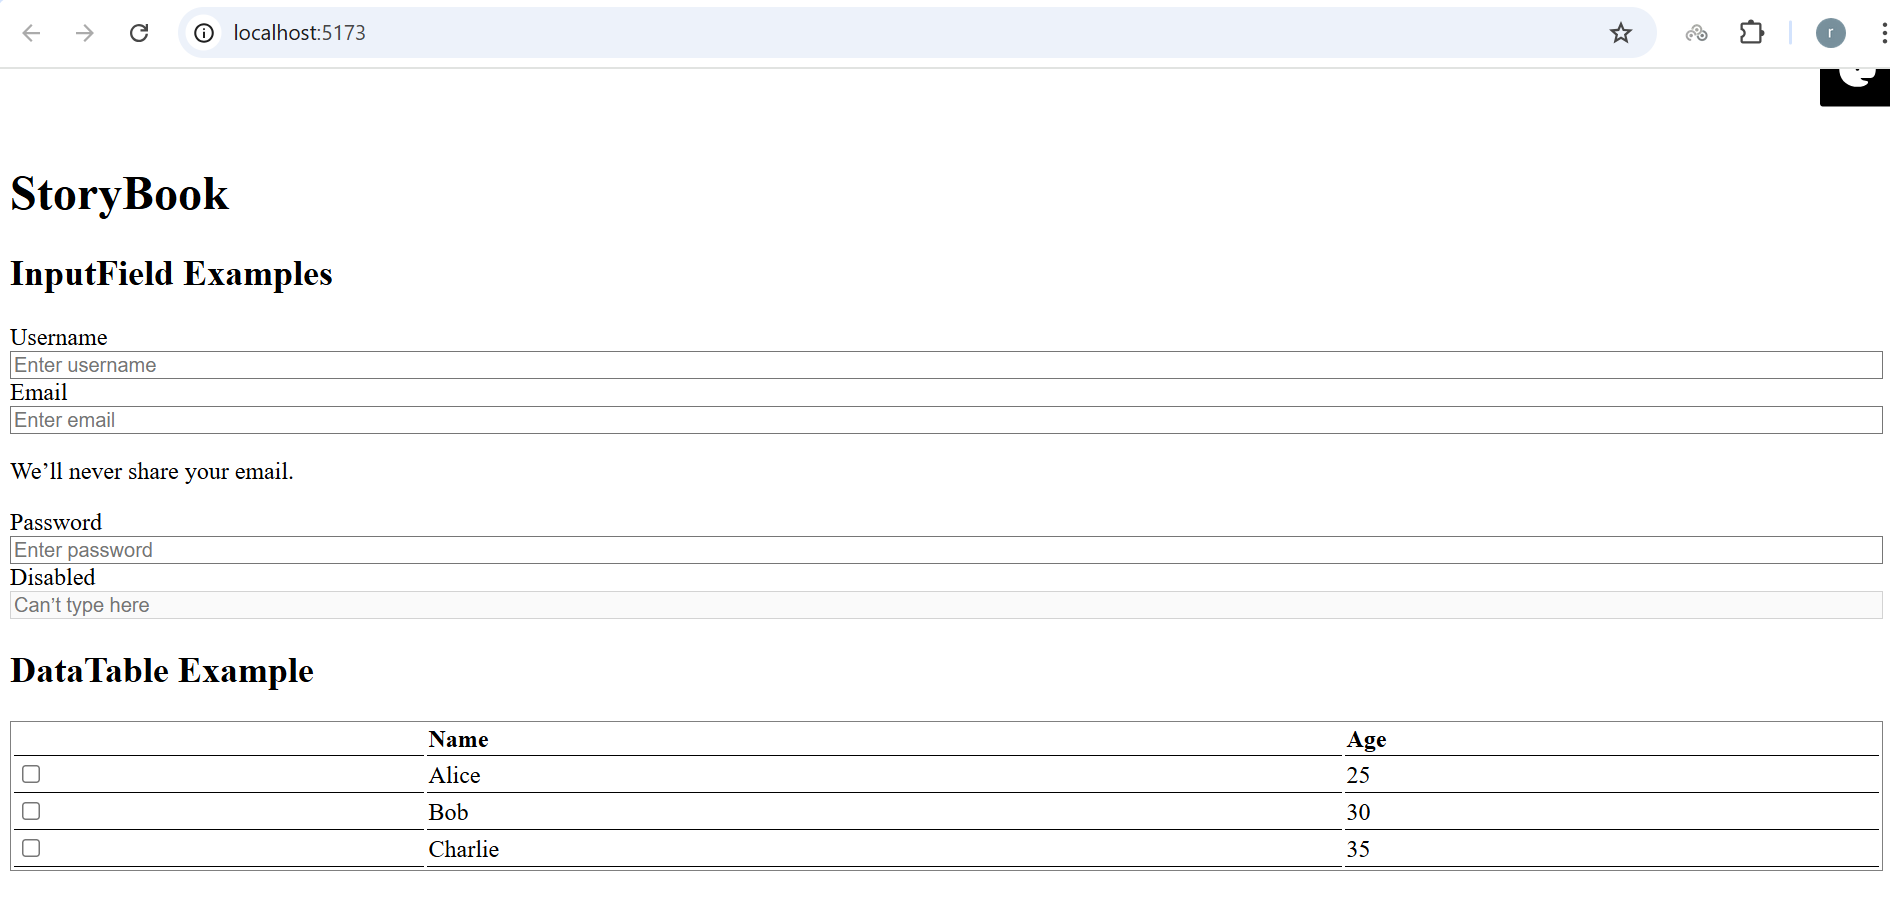 localhost:5173
r
StoryBook
InputField Examples
Username
Enter username
Email
Enter email
We’ll never share your email.
Password
Enter password
Disabled
Can’t type here
DataTable Example
Name Age
Alice 25
Bob 30
Charlie 35